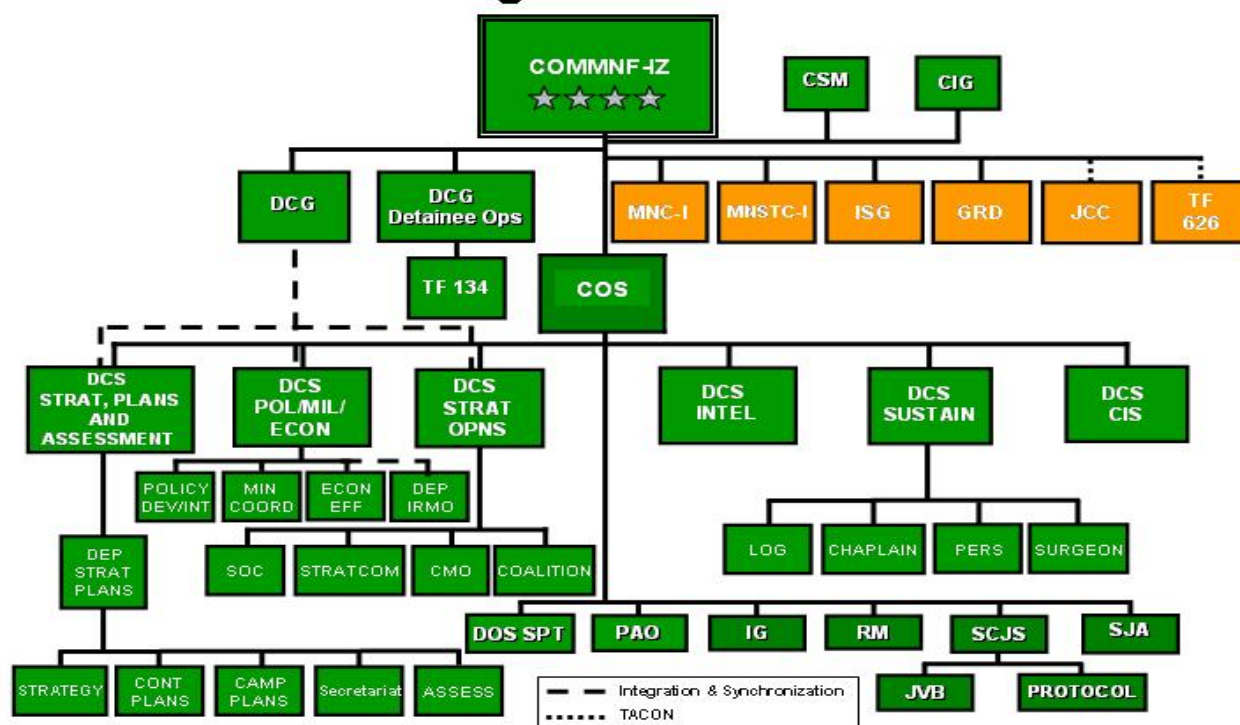 COMMNF-IZ
CSM
CIG
DCG
DCG
Detainee Ops
MNC-I
MNSTC-I
ISG
GRD
JCC
TF
626
TF 134
COS
DCS
STRAT, PLANS
AND
ASSESSMENT
DCS
POL/MIL/
ECON
DCS
STRAT
OPNS
DCS
INTEL
DCS
SUSTAIN
DCS
CIS
POLICY
DEV/INT
MIN
COORD
ECON
EFF
DEP
IRMO
DEP
STRAT
PLANS
SOC
STRATCOM
CMO
COALITION
LOG
CHAPLAIN
PERS
SURGEON
DOS SPT
PAO
IG
RM
SCJS
SJA
STRATEGY
CONT
PLANS
CAMP
PLANS
Secretariat
ASSESS
JVB
PROTOCOL
Integration & Synchronization
TACON